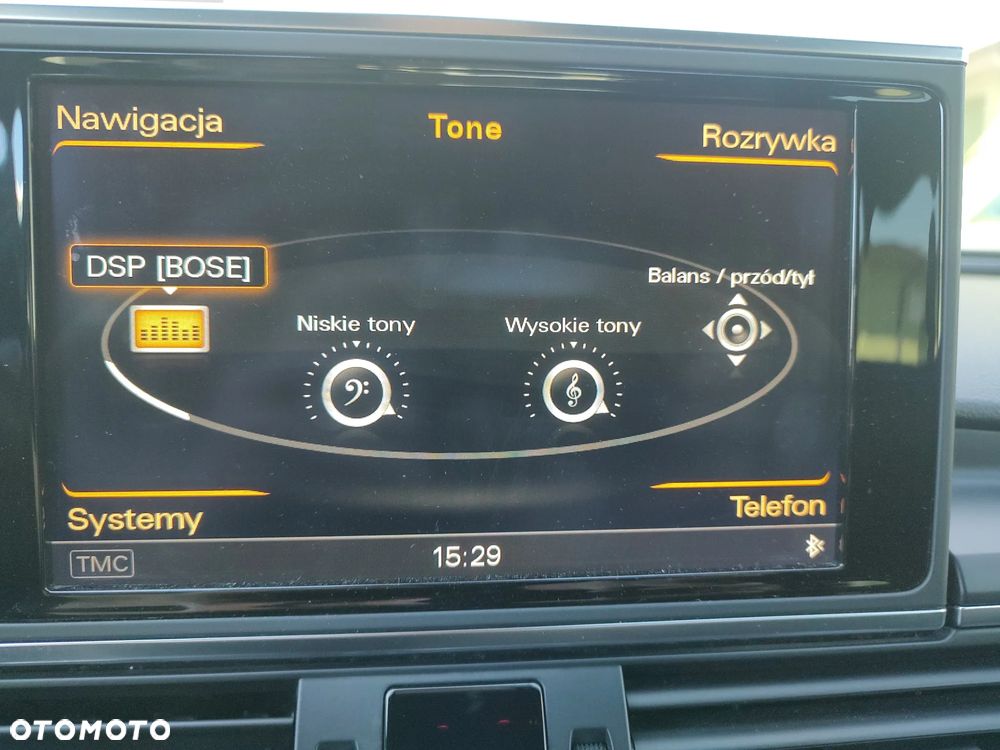 Nawigacja
Tone
Rozrywka
DSP [BOSE]
Balans / przód/tył
Niskie tony
Wysokie tony
Systemy
Telefon
TMC
15:29
OTOMOTO